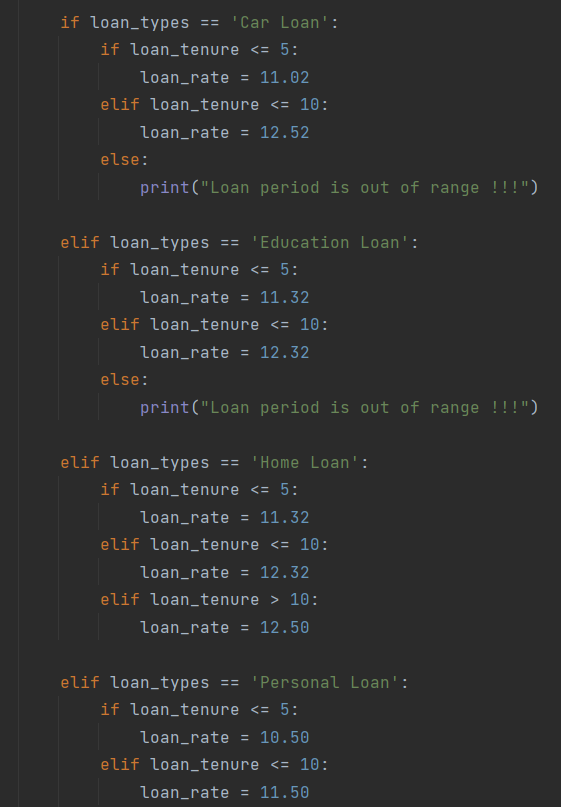 if loan_types == 'Car Loan':
    if loan_tenure <= 5:
        loan_rate = 11.02
    elif loan_tenure <= 10:
        loan_rate = 12.52
    else:
        print("Loan period is out of range !!!")

elif loan_types == 'Education Loan':
    if loan_tenure <= 5:
        loan_rate = 11.32
    elif loan_tenure <= 10:
        loan_rate = 12.32
    else:
        print("Loan period is out of range !!!")

elif loan_types == 'Home Loan':
    if loan_tenure <= 5:
        loan_rate = 11.32
    elif loan_tenure <= 10:
        loan_rate = 12.32
    elif loan_tenure > 10:
        loan_rate = 12.50

elif loan_types == 'Personal Loan':
    if loan_tenure <= 5:
        loan_rate = 10.50
    elif loan_tenure <= 10:
        loan_rate = 11.50